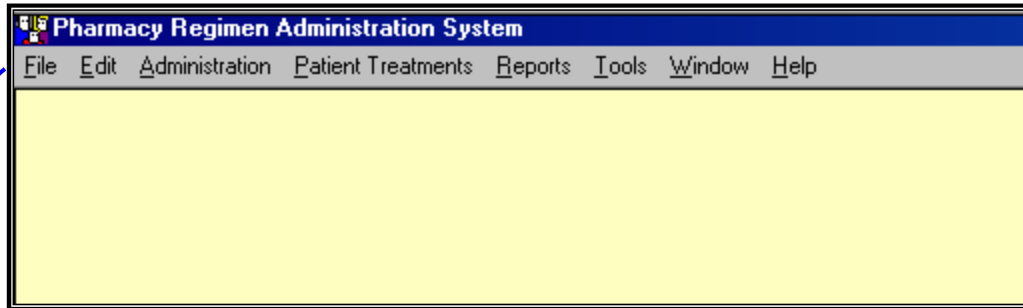 Pharmacy Regimen Administration System
File Edit Administration Patient Treatments Reports Tools Window Help